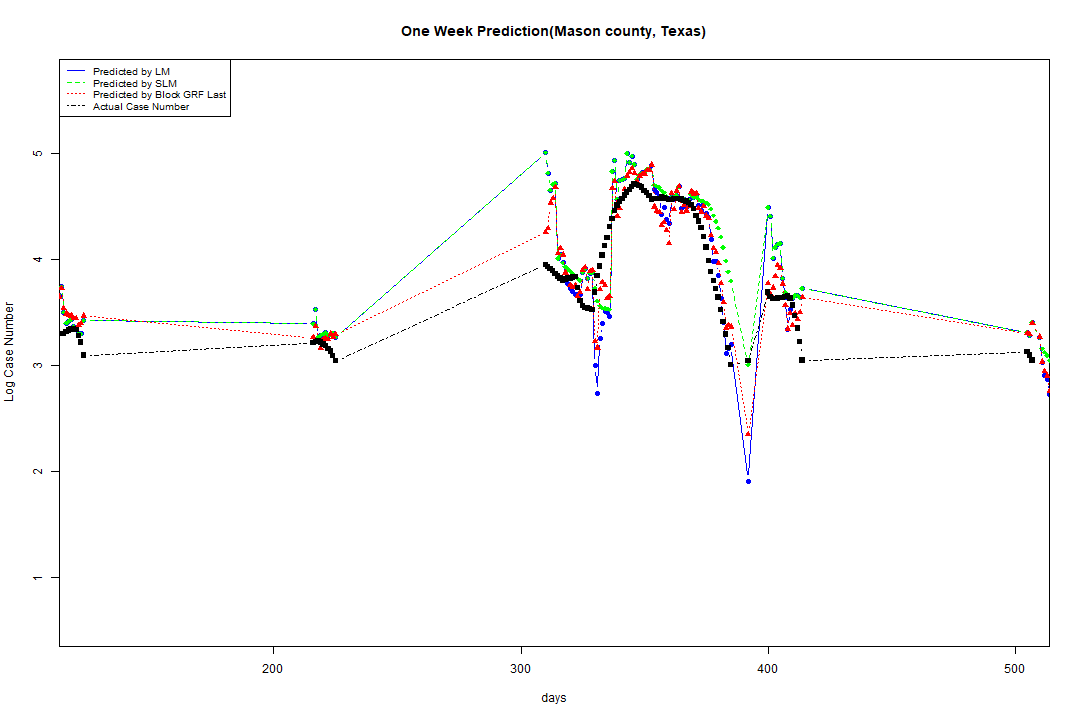 One Week Prediction(Mason county, Texas)
Predicted by LM
Predicted by SLM
Predicted by Block GRF Last
Actual Case Number
5
4
3
2
1
Log Case Number
200 300 400 500
days